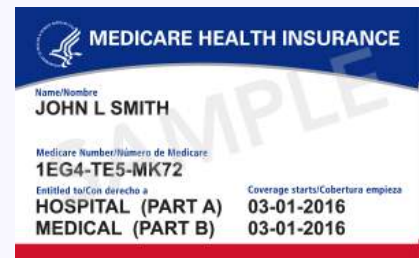 MEDICARE HEALTH INSURANCE
Name/Nombre
JOHN L SMITH
Medicare Number/Número de Medicare
1EG4-TE5-MK72
Entitled to/Con derecho a Coverage starts/Cobertura empieza
HOSPITAL (PART A) 03-01-2016
MEDICAL (PART B) 03-01-2016
SAMPLE